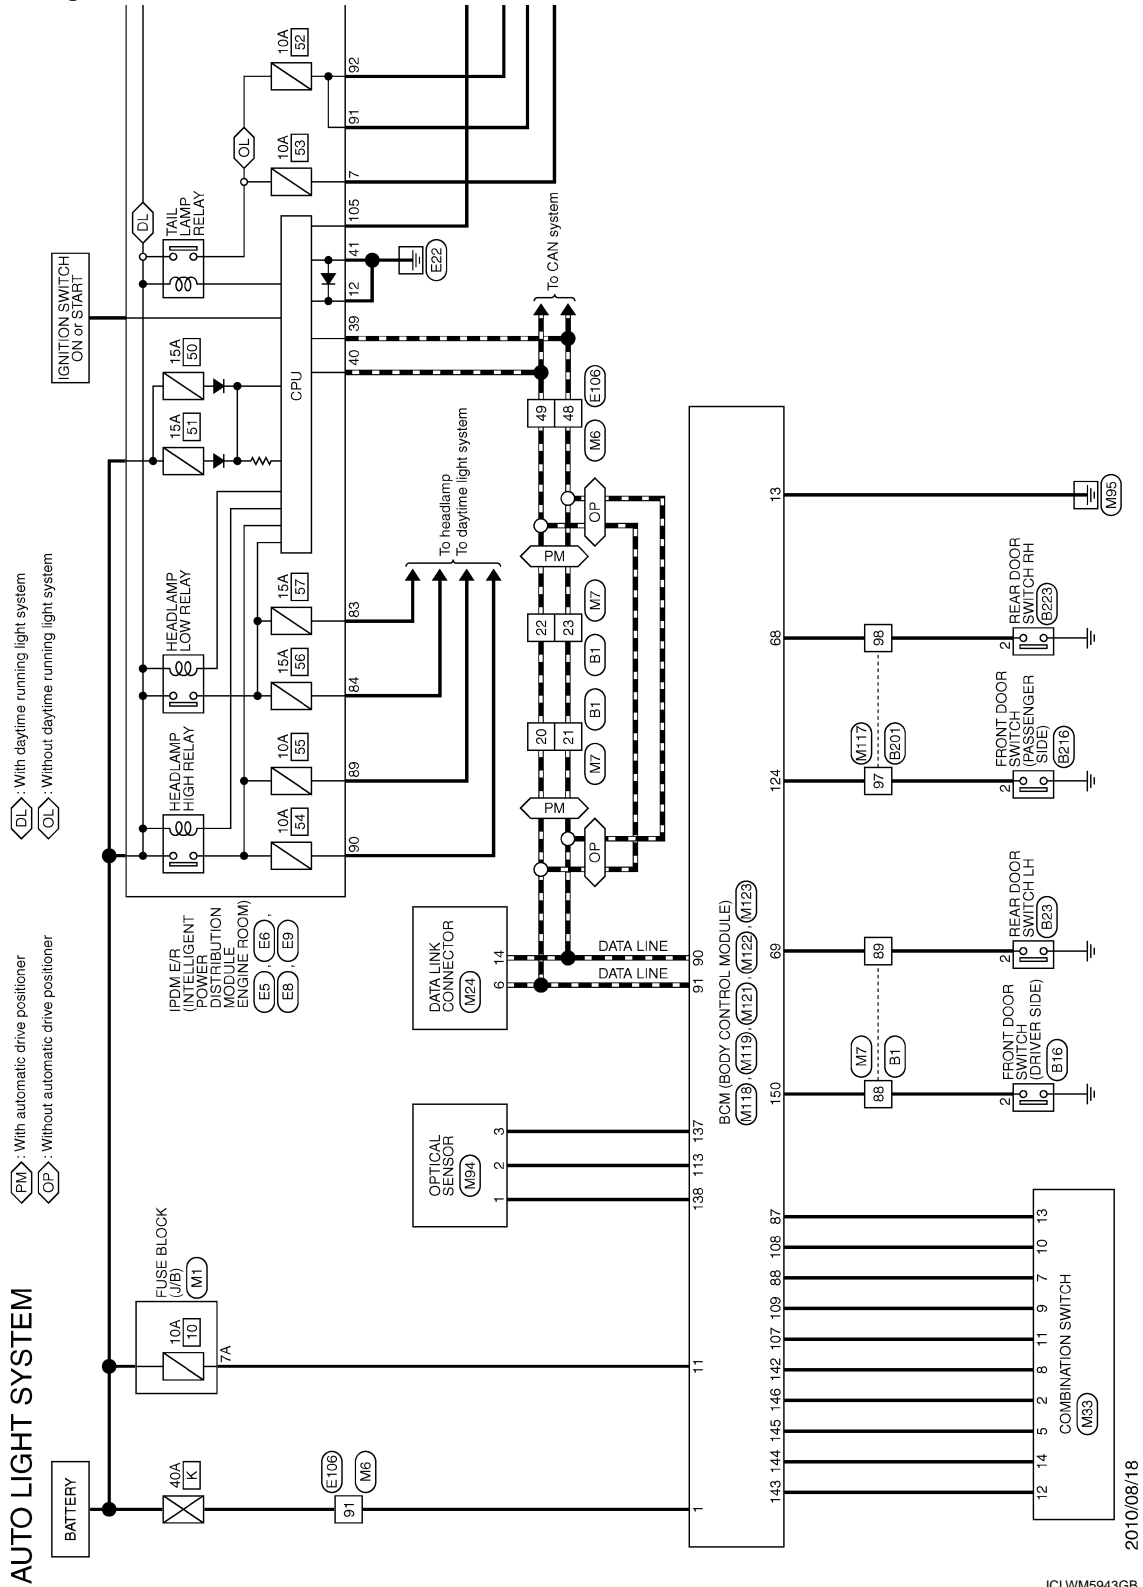 AUTO LIGHT SYSTEM
PM : With automatic drive positioner
OP : Without automatic drive positioner
DL : With daytime running light system
OL : Without daytime running light system
BATTERY
IGNITION SWITCH
ON or START
40A
K
E106
91
M6
1
FUSE BLOCK
(J/B)
M1
10A
10
7A
11
IPDM E/R
(INTELLIGENT
POWER
DISTRIBUTION
MODULE
ENGINE ROOM)
E5 , E6 ,
E8 , E9
HEADLAMP
HIGH RELAY
HEADLAMP
LOW RELAY
10A
54
10A
55
15A
56
15A
57
90
89
84
83
To headlamp
To daytime light system
15A
51
15A
50
CPU
TAIL
LAMP
RELAY
DL
OL
10A
53
10A
52
40
39
12
41
105
7
91
92
E22
To CAN system
OPTICAL
SENSOR
M94
1
2
3
138
113
137
DATA LINK
CONNECTOR
M24
6
14
DATA LINE
DATA LINE
91
90
OP
PM
M7
B1
20
21
B1
M7
22
23
PM
OP
M6
E106
49
48
BCM (BODY CONTROL MODULE)
M118 , M119 , M121 , M122 , M123
143
144
145
146
142
107
109
88
108
87
12
14
5
2
8
11
9
7
10
13
COMBINATION SWITCH
M33
150
69
124
68
13
M7
B1
88
89
M117
B201
97
98
2
FRONT DOOR
SWITCH
(DRIVER SIDE)
B16
2
REAR DOOR
SWITCH LH
B23
2
FRONT DOOR
SWITCH
(PASSENGER
SIDE)
B216
2
REAR DOOR
SWITCH RH
B223
M95
2010/08/18
JCLWM5943GB